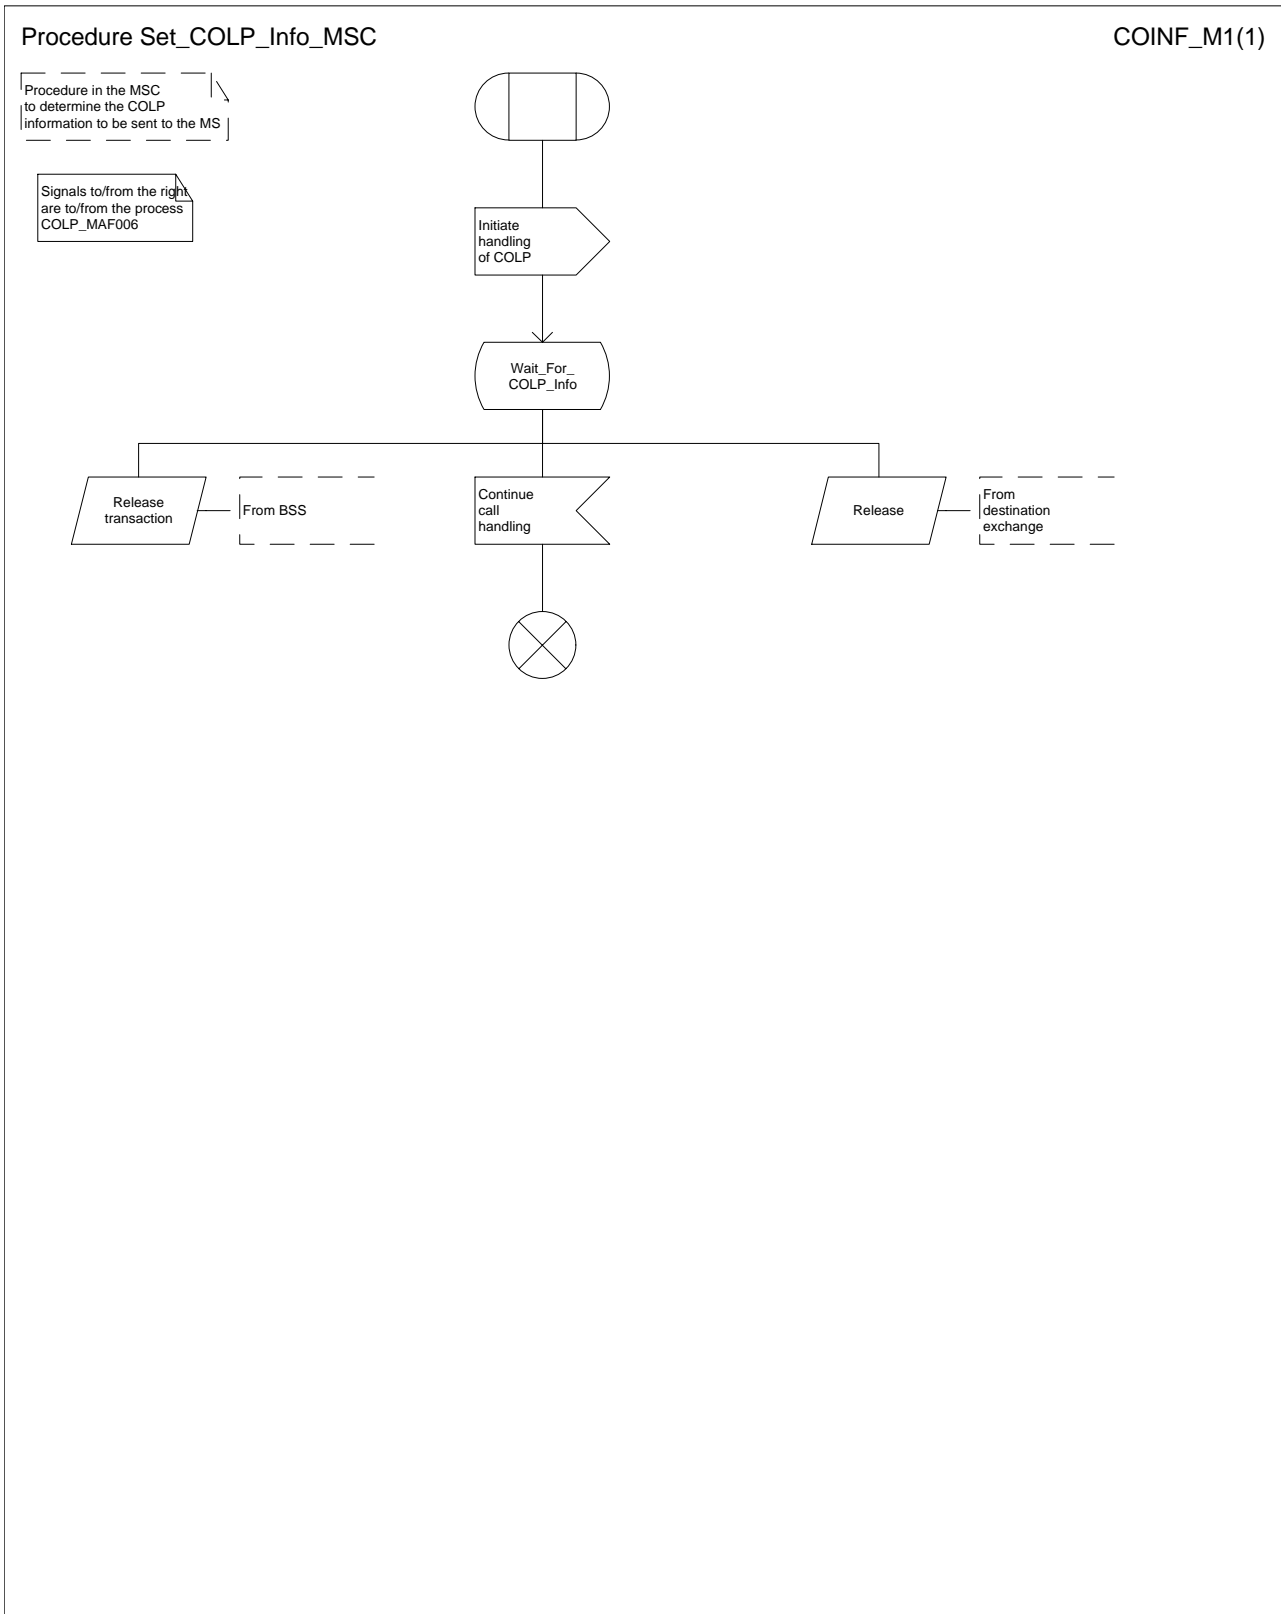 Procedure Set_COLP_Info_MSC
COINF_M1(1)
Procedure in the MSC
to determine the COLP
information to be sent to the MS
Signals to/from the right
are to/from the process
COLP_MAF006
Initiate
handling
of COLP
Wait_For_
COLP_Info
Release
transaction
From BSS
Continue
call
handling
Release
From
destination
exchange